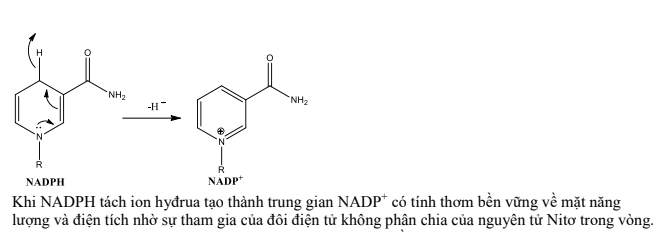 H
O
NH2
N
R
NADPH
-H⁻
O
NH2
N
⊕
R
NADP⁺
Khi NADPH tách ion hyđrua tạo thành trung gian NADP⁺ có tính thơm bền vững về mặt năng
lượng và điện tích nhờ sự tham gia của đôi điện tử không phân chia của nguyên tử Nitơ trong vòng.